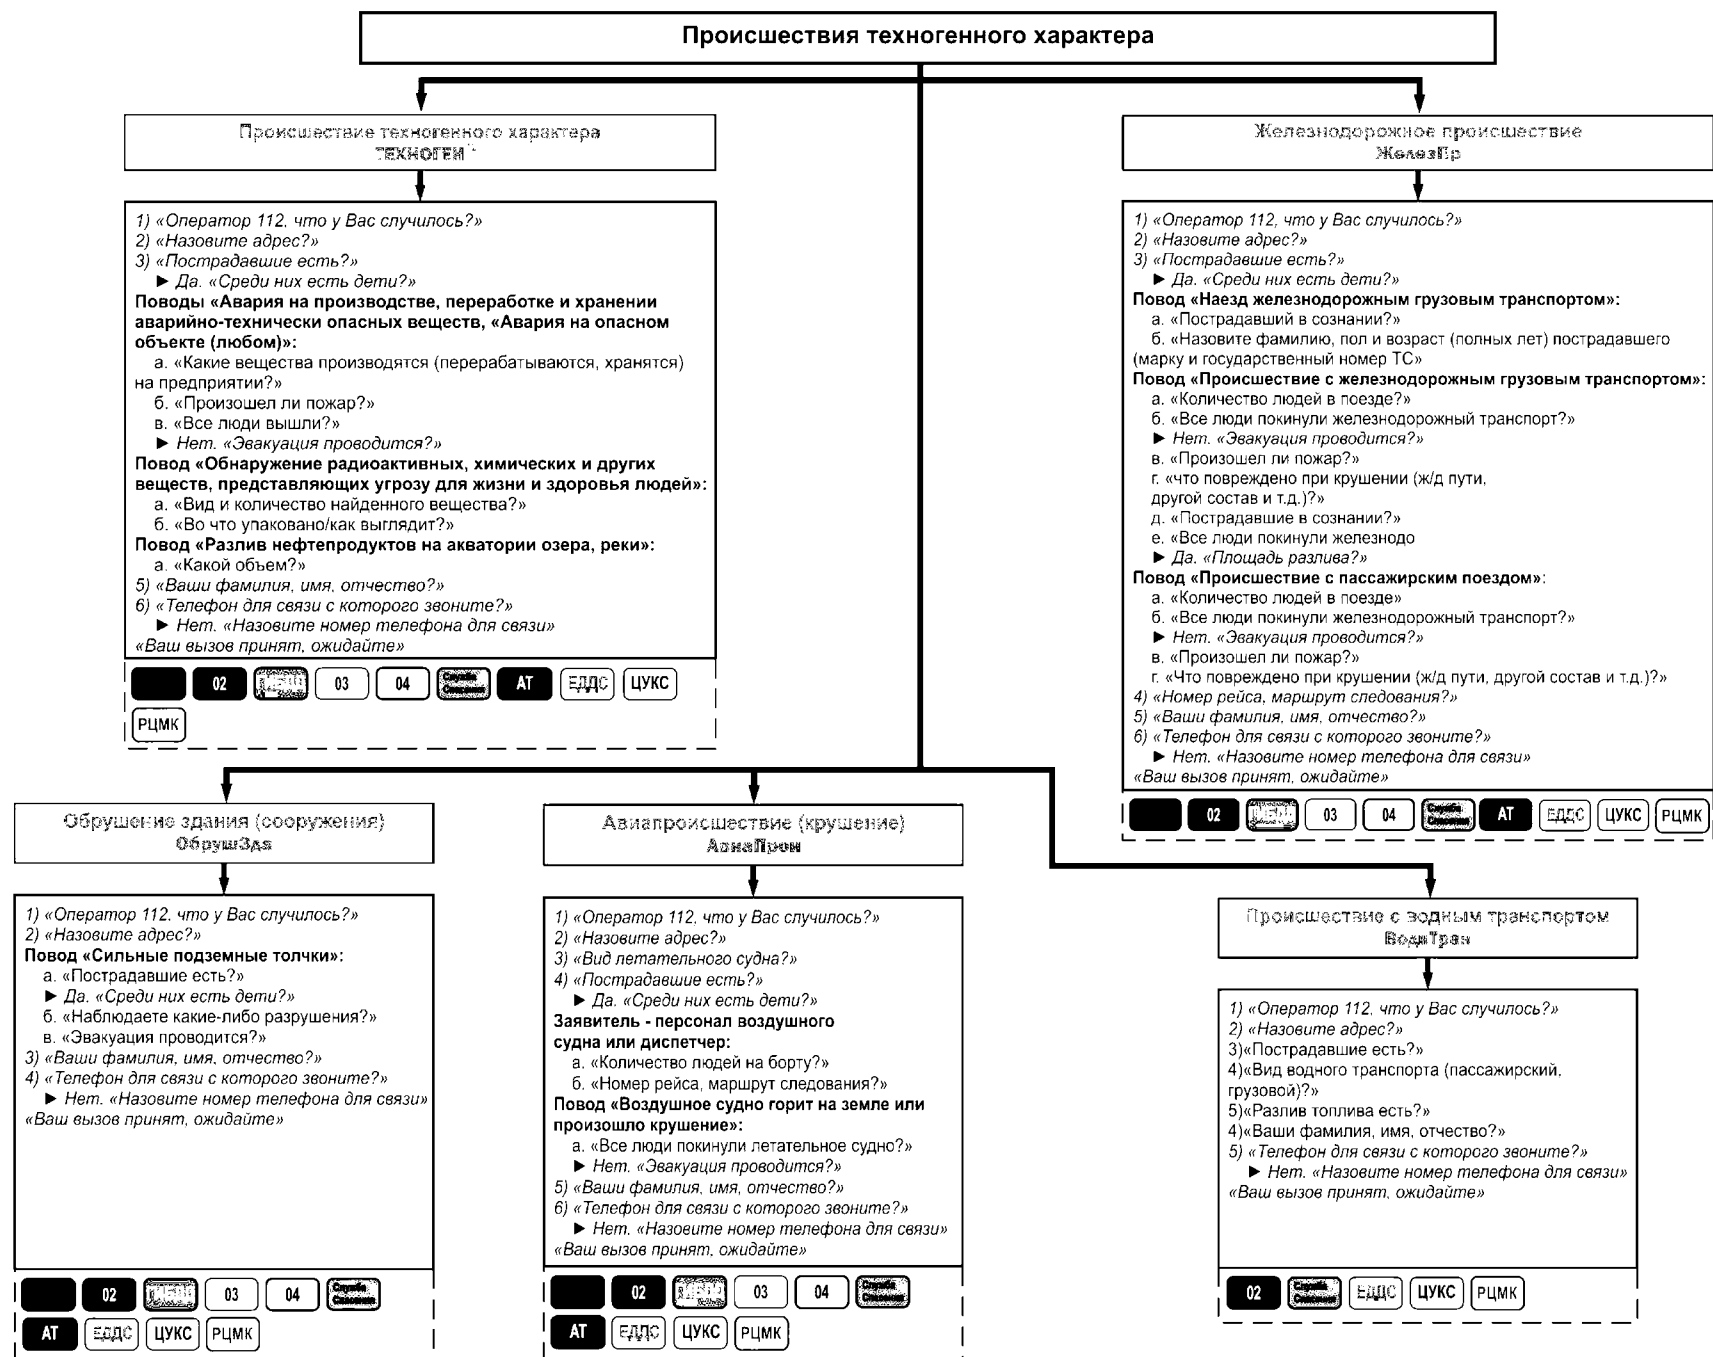 Происшествия техногенного характера
Происшествие техногенного характера
ТЕХНОГЕН
1) «Оператор 112, что у Вас случилось?»
2) «Назовите адрес?»
3) «Пострадавшие есть?»
► Да. «Среди них есть дети?»
Поводы «Авария на производстве, переработке и хранении
аварийно-технически опасных веществ, «Авария на опасном
объекте (любом)»:
а. «Какие вещества производятся (перерабатываются, хранятся)
на предприятии?»
б. «Произошел ли пожар?»
в. «Все люди вышли?»
► Нет. «Эвакуация проводится?»
Повод «Обнаружение радиоактивных, химических и других
веществ, представляющих угрозу для жизни и здоровья людей»:
а. «Вид и количество найденного вещества?»
б. «Во что упаковано/как выглядит?»
Повод «Разлив нефтепродуктов на акватории озера, реки»:
а. «Какой объем?»
5) «Ваши фамилия, имя, отчество?»
6) «Телефон для связи с которого звоните?»
► Нет. «Назовите номер телефона для связи»
«Ваш вызов принят, ожидайте»
02 03 04 Служба Спасения АТ ЕДДС ЦУКС
РЦМК
Железнодорожное происшествие
ЖелезПр
1) «Оператор 112, что у Вас случилось?»
2) «Назовите адрес?»
3) «Пострадавшие есть?»
► Да. «Среди них есть дети?»
Повод «Наезд железнодорожным грузовым транспортом»:
а. «Пострадавший в сознании?»
б. «Назовите фамилию, пол и возраст (полных лет) пострадавшего
(марку и государственный номер ТС»
Повод «Происшествие с железнодорожным грузовым транспортом»:
а. «Количество людей в поезде?»
б. «Все люди покинули железнодорожный транспорт?»
► Нет. «Эвакуация проводится?»
в. «Произошел ли пожар?»
г. «что повреждено при крушении (ж/д пути,
другой состав и т.д.)?»
д. «Пострадавшие в сознании?»
е. «Все люди покинули железнодо
► Да. «Площадь разлива?»
Повод «Происшествие с пассажирским поездом»:
а. «Количество людей в поезде»
б. «Все люди покинули железнодорожный транспорт?»
► Нет. «Эвакуация проводится?»
в. «Произошел ли пожар?»
г. «Что повреждено при крушении (ж/д пути, другой состав и т.д.)?»
4) «Номер рейса, маршрут следования?»
5) «Ваши фамилия, имя, отчество?»
6) «Телефон для связи с которого звоните?»
► Нет. «Назовите номер телефона для связи»
«Ваш вызов принят, ожидайте»
02 03 04 Служба Спасения АТ ЕДДС ЦУКС РЦМК
Обрушение здания (сооружения)
ОбрушЗдя
1) «Оператор 112, что у Вас случилось?»
2) «Назовите адрес?»
Повод «Сильные подземные толчки»:
а. «Пострадавшие есть?»
► Да. «Среди них есть дети?»
б. «Наблюдаете какие-либо разрушения?»
в. «Эвакуация проводится?»
3) «Ваши фамилия, имя, отчество?»
4) «Телефон для связи с которого звоните?»
► Нет. «Назовите номер телефона для связи»
«Ваш вызов принят, ожидайте»
02 03 04 Служба Спасения
АТ ЕДДС ЦУКС РЦМК
Авиапроисшествие (крушение)
АвиаПрои
1) «Оператор 112, что у Вас случилось?»
2) «Назовите адрес?»
3) «Вид летательного судна?»
4) «Пострадавшие есть?»
► Да. «Среди них есть дети?»
Заявитель - персонал воздушного
судна или диспетчер:
а. «Количество людей на борту?»
б. «Номер рейса, маршрут следования?»
Повод «Воздушное судно горит на земле или
произошло крушение»:
а. «Все люди покинули летательное судно?»
► Нет. «Эвакуация проводится?»
5) «Ваши фамилия, имя, отчество?»
6) «Телефон для связи с которого звоните?»
► Нет. «Назовите номер телефона для связи»
«Ваш вызов принят, ожидайте»
02 03 04 Служба Спасения
АТ ЕДДС ЦУКС РЦМК
Происшествие с водным транспортом
ВоднТран
1) «Оператор 112, что у Вас случилось?»
2) «Назовите адрес?»
3)«Пострадавшие есть?»
4)«Вид водного транспорта (пассажирский,
грузовой)?»
5)«Разлив топлива есть?»
4)«Ваши фамилия, имя, отчество?»
5) «Телефон для связи с которого звоните?»
► Нет. «Назовите номер телефона для связи»
«Ваш вызов принят, ожидайте»
02 Служба Спасения ЕДДС ЦУКС РЦМК